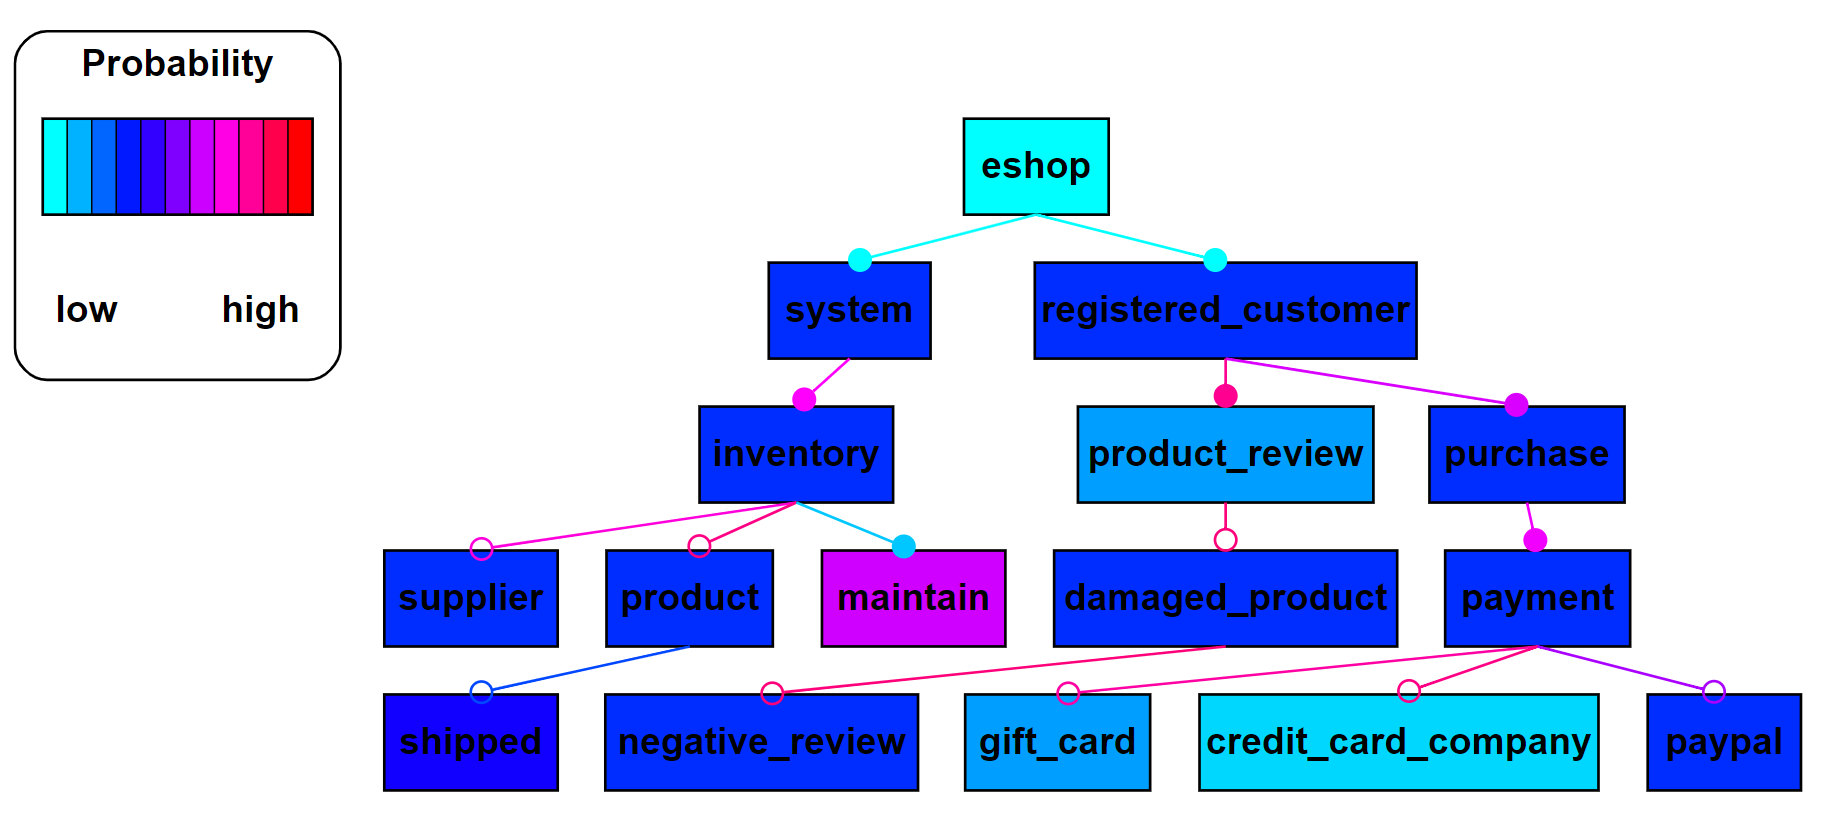 Probability
low high
eshop
system registered_customer
inventory product_review purchase
supplier product maintain damaged_product payment
shipped negative_review gift_card credit_card_company paypal